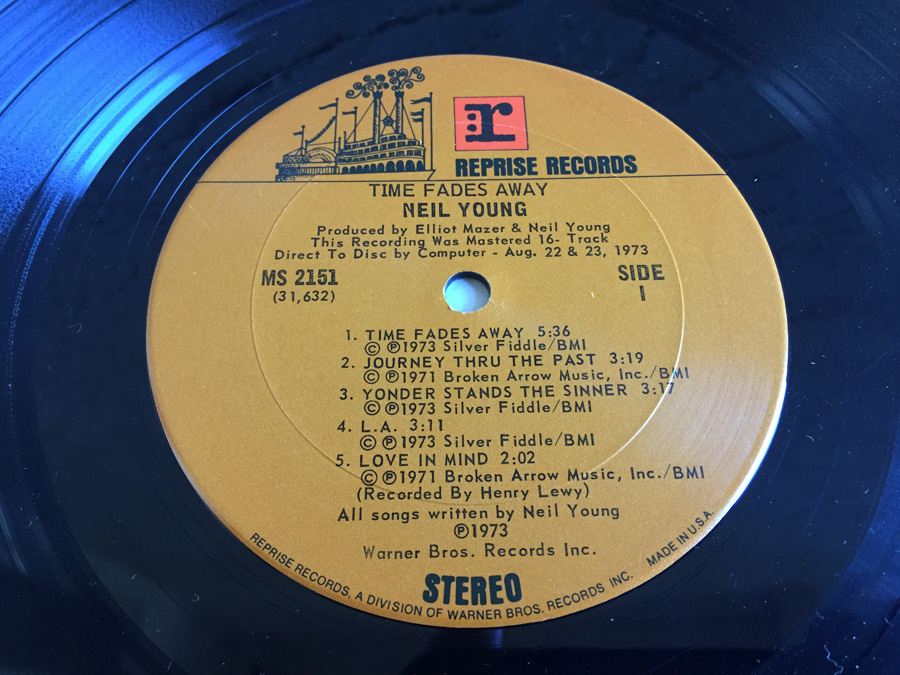 r
REPRISE RECORDS
TIME FADES AWAY
NEIL YOUNG
Produced by Elliot Mazer & Neil Young
This Recording Was Mastered 16- Track
Direct To Disc by Computer - Aug. 22 & 23, 1973
MS 2151
(31,632)
SIDE
1
1. TIME FADES AWAY 5:36
© ℗1973 Silver Fiddle/BMI
2. JOURNEY THRU THE PAST 3:19
© ℗1971 Broken Arrow Music, Inc./BMI
3. YONDER STANDS THE SINNER 3:17
© ℗1973 Silver Fiddle/BMI
4. L.A. 3:11
© ℗1973 Silver Fiddle/BMI
5. LOVE IN MIND 2:02
© ℗1971 Broken Arrow Music, Inc./BMI
(Recorded By Henry Lewy)
All songs written by Neil Young
℗1973
Warner Bros. Records Inc.
STEREO
REPRISE RECORDS, A DIVISION OF WARNER BROS. RECORDS INC. MADE IN U.S.A.